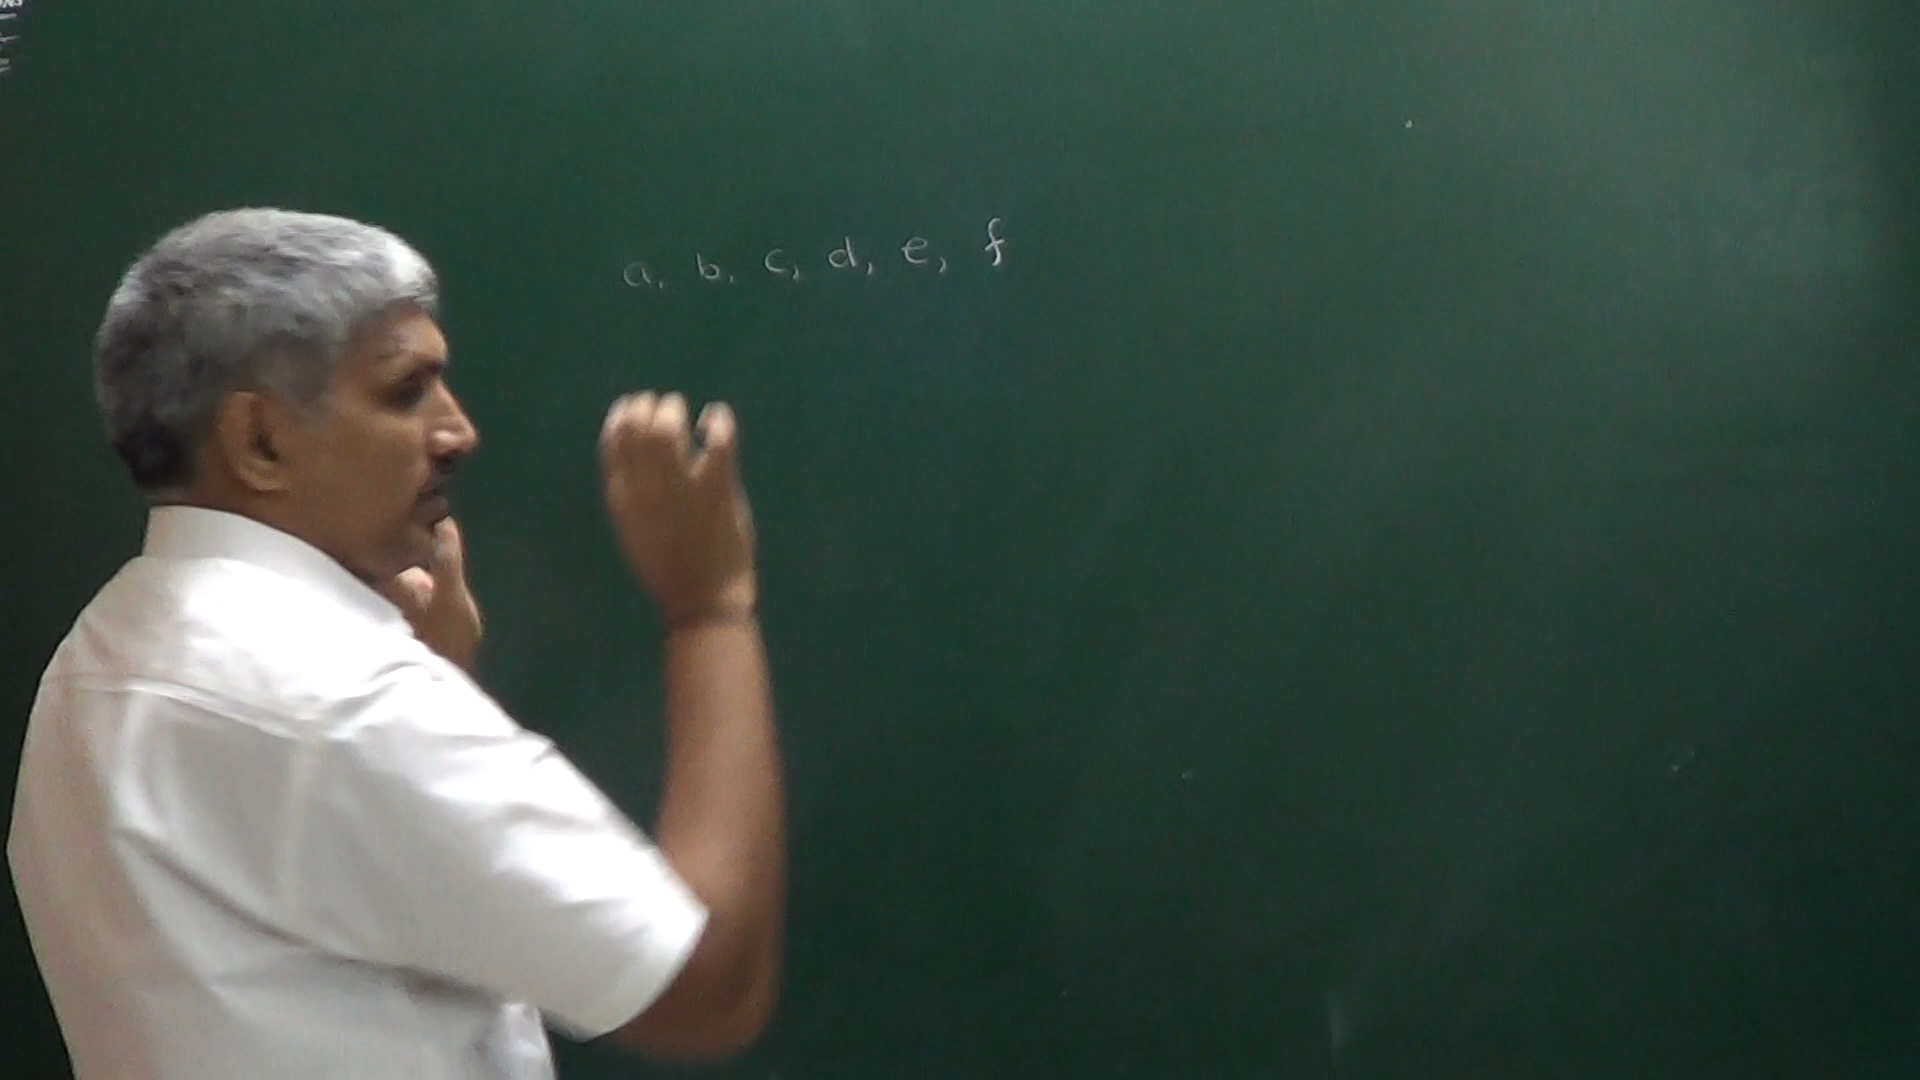 a, b, c, d, e, f